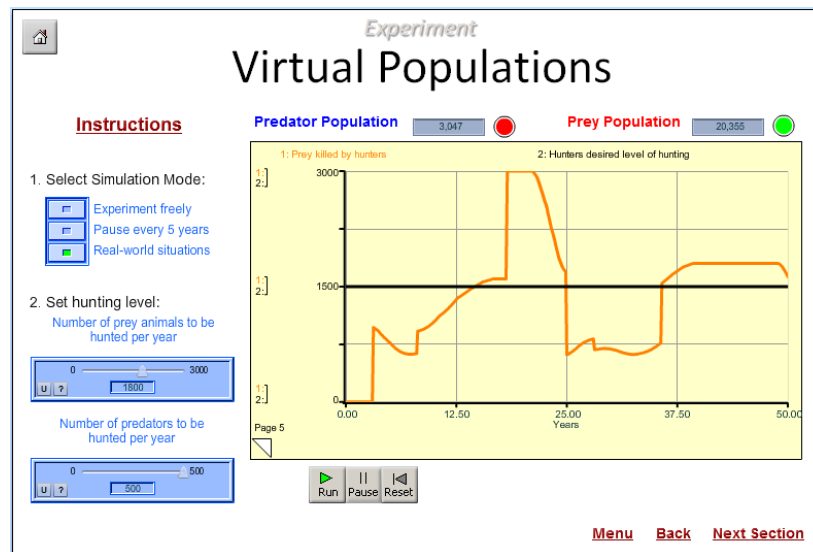 Experiment
Virtual Populations
Instructions
Predator Population 3,047 Prey Population 20,355
1: Prey killed by hunters 2: Hunters desired level of hunting
1. Select Simulation Mode:
Experiment freely
Pause every 5 years
Real-world situations
2. Set hunting level:
Number of prey animals to be
hunted per year
0 3000
U ? 1800
Number of predators to be
hunted per year
0 500
U ? 500
1:
2:
3000
1:
2:
1500
1:
2:
0
0.00 12.50 25.00 37.50 50.00
Page 5
Years
Run Pause Reset
Menu Back Next Section